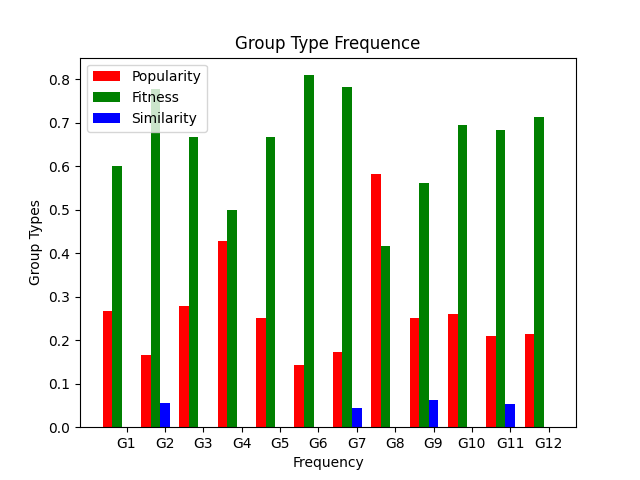 Group Type Frequence
Popularity
Fitness
Similarity
0.8
0.7
0.6
0.5
0.4
0.3
0.2
0.1
0.0
Group Types
G1 G2 G3 G4 G5 G6 G7 G8 G9 G10 G11 G12
Frequency